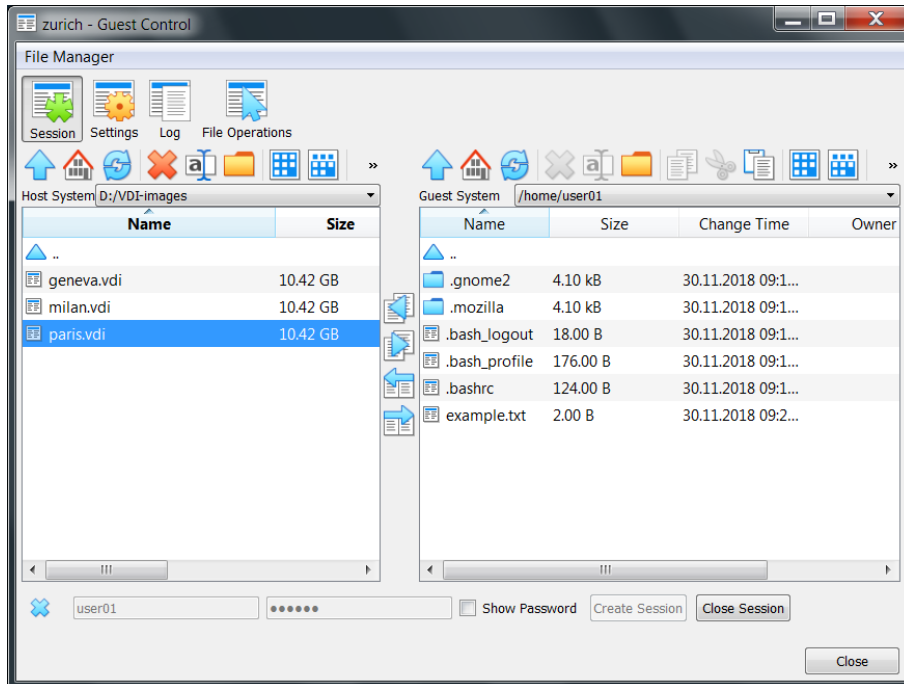 zurich - Guest Control
File Manager
Session Settings Log File Operations
» »
Host System D:/VDI-images Guest System /home/user01
Name Size Name Size Change Time Owner
.. ..
geneva.vdi 10.42 GB .gnome2 4.10 kB 30.11.2018 09:1...
milan.vdi 10.42 GB .mozilla 4.10 kB 30.11.2018 09:1...
paris.vdi 10.42 GB .bash_logout 18.00 B 30.11.2018 09:1...
.bash_profile 176.00 B 30.11.2018 09:1...
.bashrc 124.00 B 30.11.2018 09:1...
example.txt 2.00 B 30.11.2018 09:2...
user01 ●●●●●● Show Password Create Session Close Session
Close